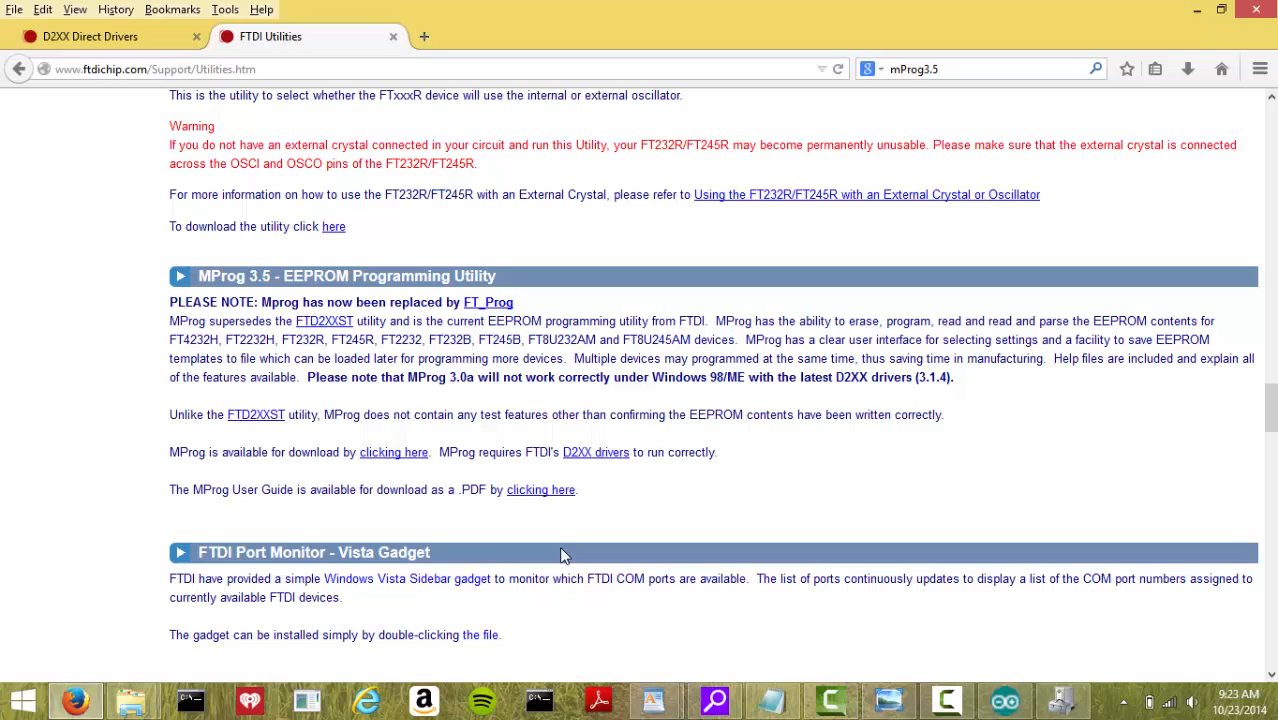 File Edit View History Bookmarks Tools Help
D2XX Direct Drivers × FTDI Utilities × +
www.ftdichip.com/Support/Utilities.htm mProg3.5
This is the utility to select whether the FTxxxR device will use the internal or external oscillator.
Warning
If you do not have an external crystal connected in your circuit and run this Utility, your FT232R/FT245R may become permanently unusable. Please make sure that the external crystal is connected
across the OSCI and OSCO pins of the FT232R/FT245R.
For more information on how to use the FT232R/FT245R with an External Crystal, please refer to Using the FT232R/FT245R with an External Crystal or Oscillator
To download the utility click here
MProg 3.5 - EEPROM Programming Utility
PLEASE NOTE: Mprog has now been replaced by FT_Prog
MProg supersedes the FTD2XXST utility and is the current EEPROM programming utility from FTDI. MProg has the ability to erase, program, read and read and parse the EEPROM contents for
FT4232H, FT2232H, FT232R, FT245R, FT2232, FT232B, FT245B, FT8U232AM and FT8U245AM devices. MProg has a clear user interface for selecting settings and a facility to save EEPROM
templates to file which can be loaded later for programming more devices. Multiple devices may programmed at the same time, thus saving time in manufacturing. Help files are included and explain all
of the features available. Please note that MProg 3.0a will not work correctly under Windows 98/ME with the latest D2XX drivers (3.1.4).
Unlike the FTD2XXST utility, MProg does not contain any test features other than confirming the EEPROM contents have been written correctly.
MProg is available for download by clicking here. MProg requires FTDI's D2XX drivers to run correctly.
The MProg User Guide is available for download as a .PDF by clicking here.
FTDI Port Monitor - Vista Gadget
FTDI have provided a simple Windows Vista Sidebar gadget to monitor which FTDI COM ports are available. The list of ports continuously updates to display a list of the COM port numbers assigned to
currently available FTDI devices.
The gadget can be installed simply by double-clicking the file.
9:23 AM
10/23/2014